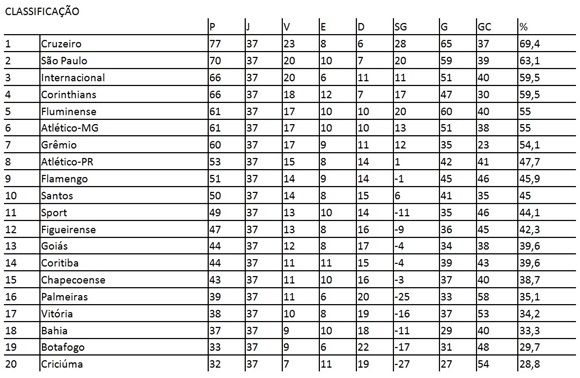 CLASSIFICAÇÃO
P J V E D SG G GC %
1 Cruzeiro 77 37 23 8 6 28 65 37 69,4
2 São Paulo 70 37 20 10 7 20 59 39 63,1
3 Internacional 66 37 20 6 11 11 51 40 59,5
4 Corinthians 66 37 18 12 7 17 47 30 59,5
5 Fluminense 61 37 17 10 10 20 60 40 55
6 Atlético-MG 61 37 17 10 10 13 51 38 55
7 Grêmio 60 37 17 9 11 12 35 23 54,1
8 Atlético-PR 53 37 15 8 14 1 42 41 47,7
9 Flamengo 51 37 14 9 14 -1 45 46 45,9
10 Santos 50 37 14 8 15 6 41 35 45
11 Sport 49 37 13 10 14 -11 35 46 44,1
12 Figueirense 47 37 13 8 16 -9 36 45 42,3
13 Goiás 44 37 12 8 17 -4 34 38 39,6
14 Coritiba 44 37 11 11 15 -4 39 43 39,6
15 Chapecoense 43 37 11 10 16 -3 37 40 38,7
16 Palmeiras 39 37 11 6 20 -25 33 58 35,1
17 Vitória 38 37 10 8 19 -16 37 53 34,2
18 Bahia 37 37 9 10 18 -11 29 40 33,3
19 Botafogo 33 37 9 6 22 -17 31 48 29,7
20 Criciúma 32 37 7 11 19 -27 27 54 28,8